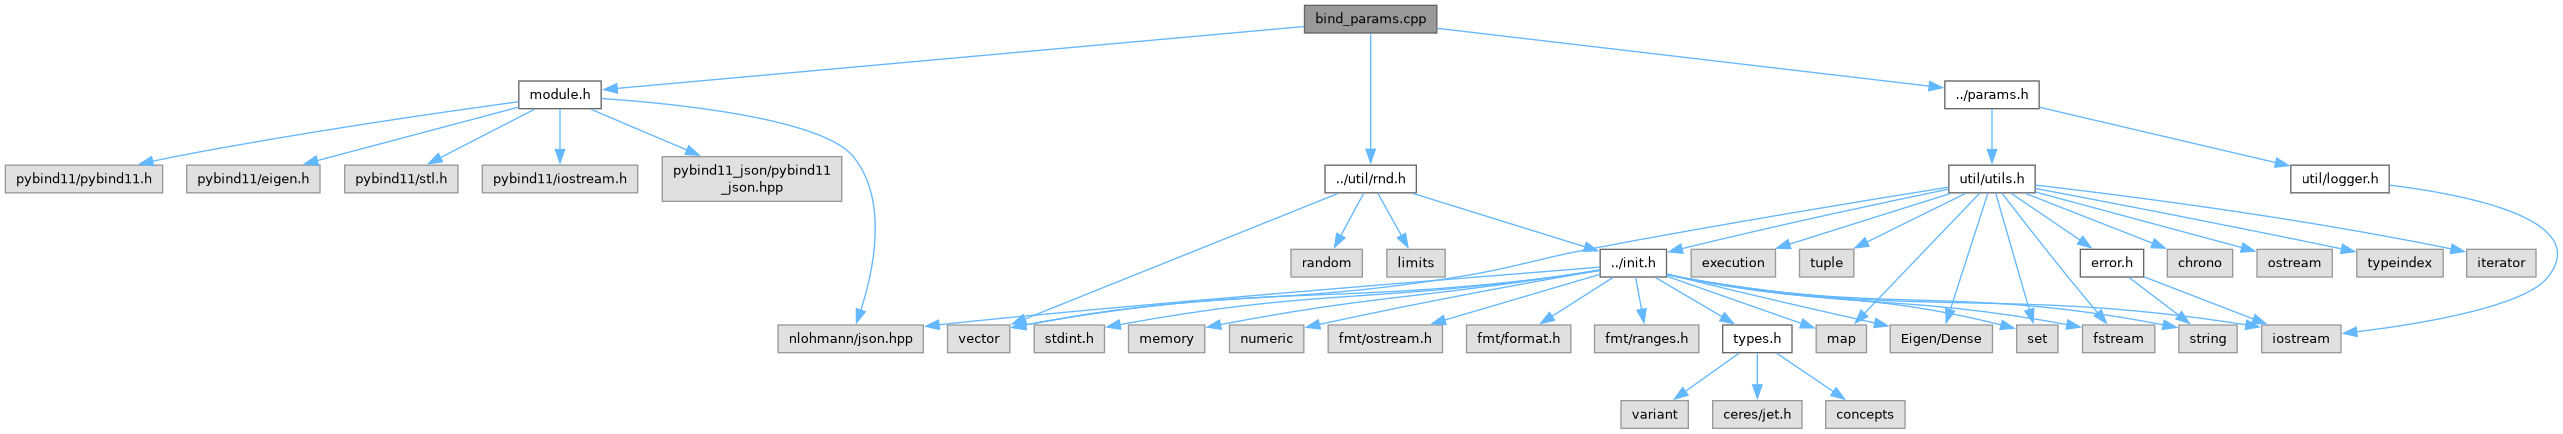 bind_params.cpp
module.h
../params.h
pybind11/pybind11.h
pybind11/eigen.h
pybind11/stl.h
pybind11/iostream.h
pybind11_json/pybind11
_json.hpp
../util/rnd.h
util/utils.h
util/logger.h
random
limits
../init.h
execution
tuple
error.h
chrono
ostream
typeindex
iterator
nlohmann/json.hpp
vector
stdint.h
memory
numeric
fmt/ostream.h
fmt/format.h
fmt/ranges.h
types.h
map
Eigen/Dense
set
fstream
string
iostream
variant
ceres/jet.h
concepts